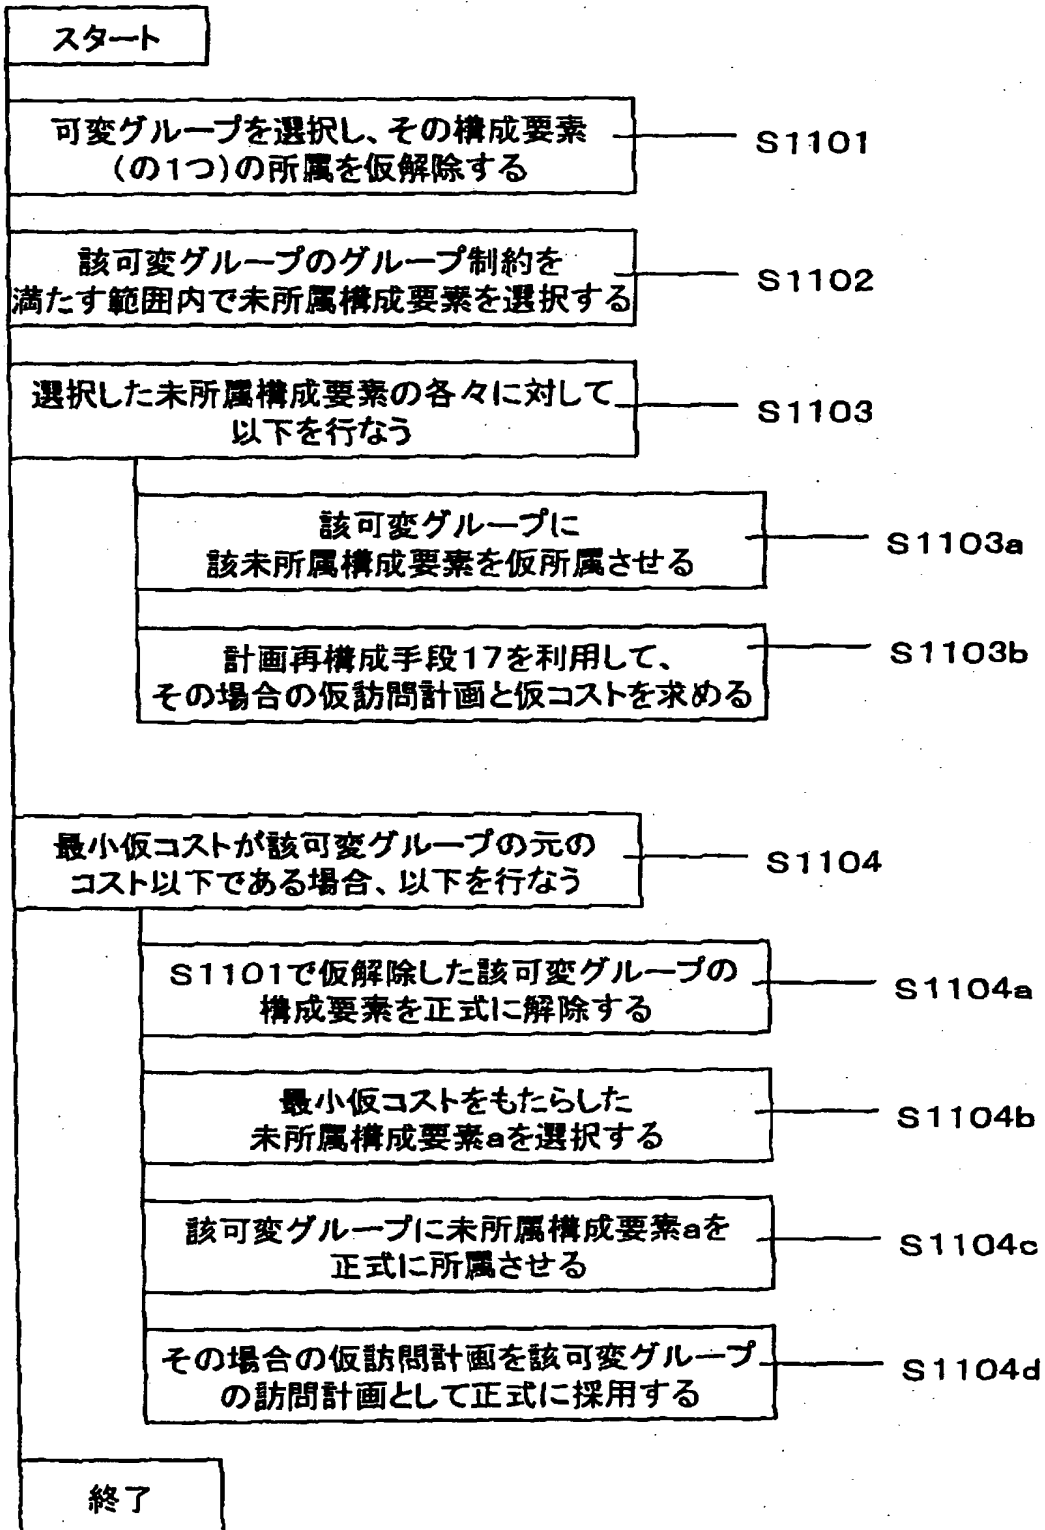 スタート
可変グループを選択し、その構成要素
(の1つ)の所属を仮解除する
S1101
該可変グループのグループ制約を
満たす範囲内で未所属構成要素を選択する
S1102
選択した未所属構成要素の各々に対して
以下を行なう
S1103
該可変グループに
該未所属構成要素を仮所属させる
S1103a
計画再構成手段17を利用して、
その場合の仮訪問計画と仮コストを求める
S1103b
最小仮コストが該可変グループの元の
コスト以下である場合、以下を行なう
S1104
S1101で仮解除した該可変グループの
構成要素を正式に解除する
S1104a
最小仮コストをもたらした
未所属構成要素aを選択する
S1104b
該可変グループに未所属構成要素aを
正式に所属させる
S1104c
その場合の仮訪問計画を該可変グループ
の訪問計画として正式に採用する
S1104d
終了